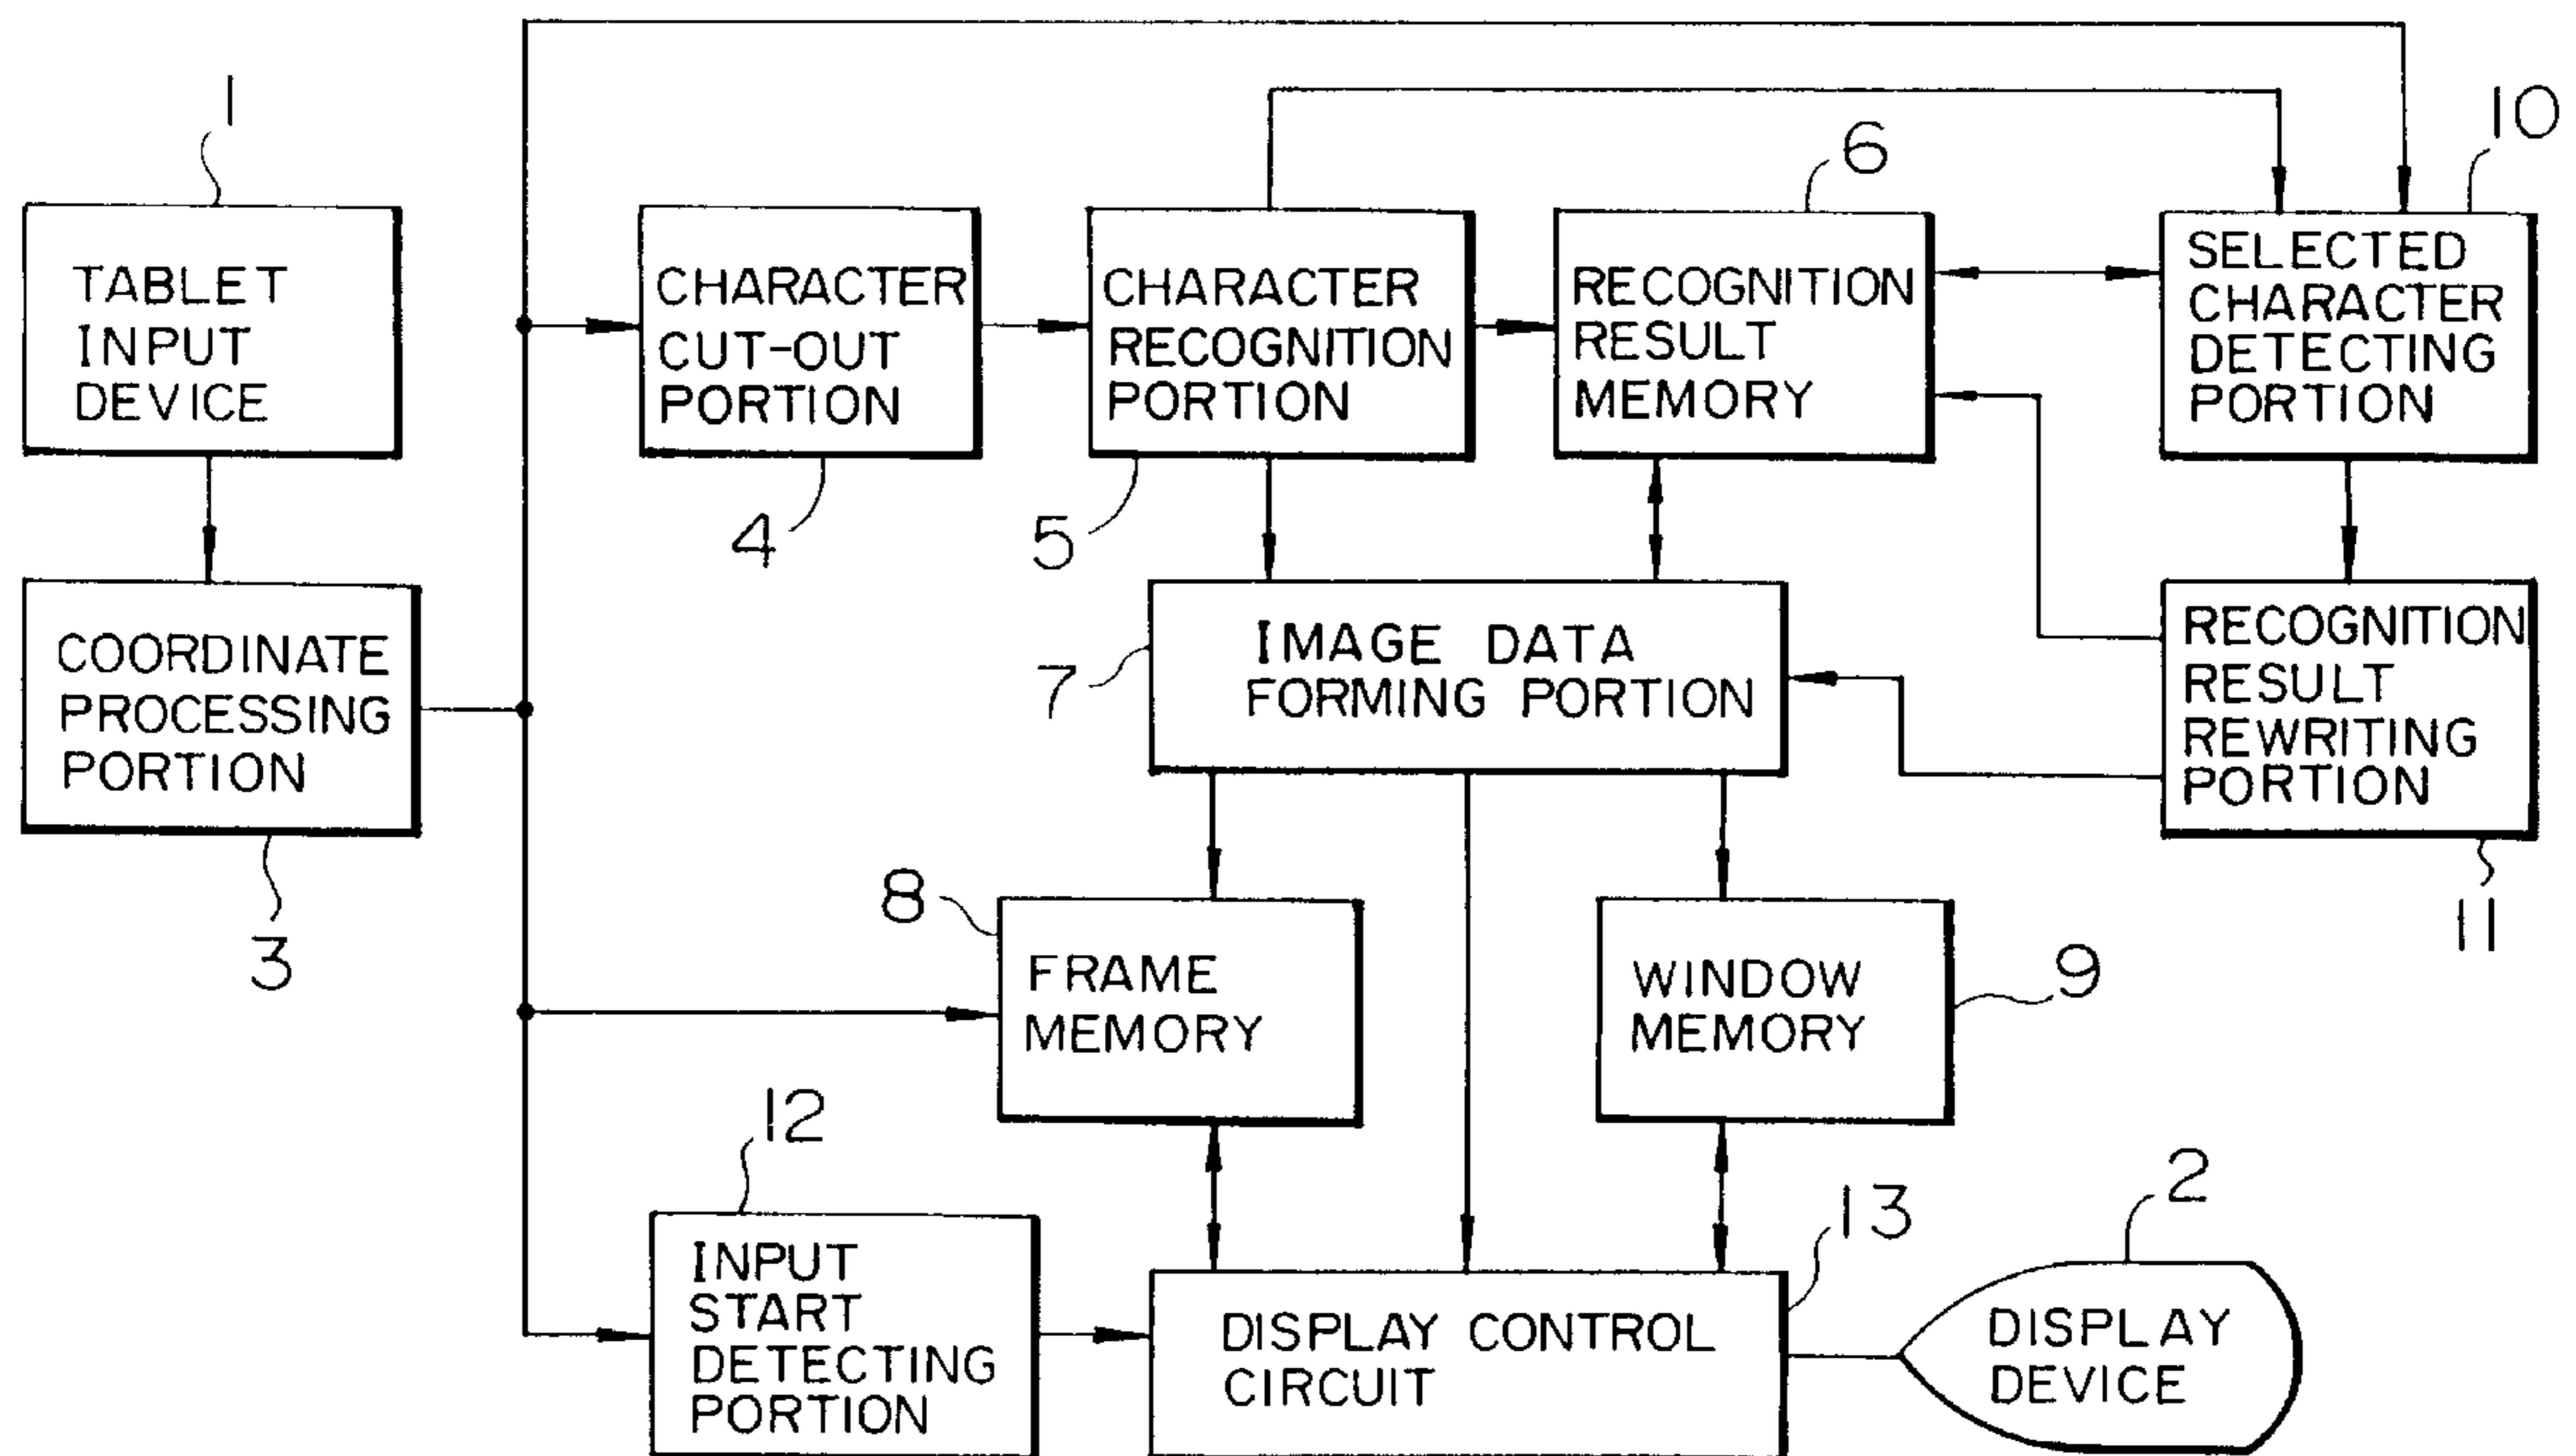 1
TABLET
INPUT
DEVICE
COORDINATE
PROCESSING
PORTION
3
CHARACTER
CUT-OUT
PORTION
4
CHARACTER
RECOGNITION
PORTION
5
6
RECOGNITION
RESULT
MEMORY
10
SELECTED
CHARACTER
DETECTING
PORTION
7
IMAGE DATA
FORMING PORTION
RECOGNITION
RESULT
REWRITING
PORTION
11
8
FRAME
MEMORY
WINDOW
MEMORY
9
12
INPUT
START
DETECTING
PORTION
13
DISPLAY CONTROL
CIRCUIT
2
DISPLAY
DEVICE